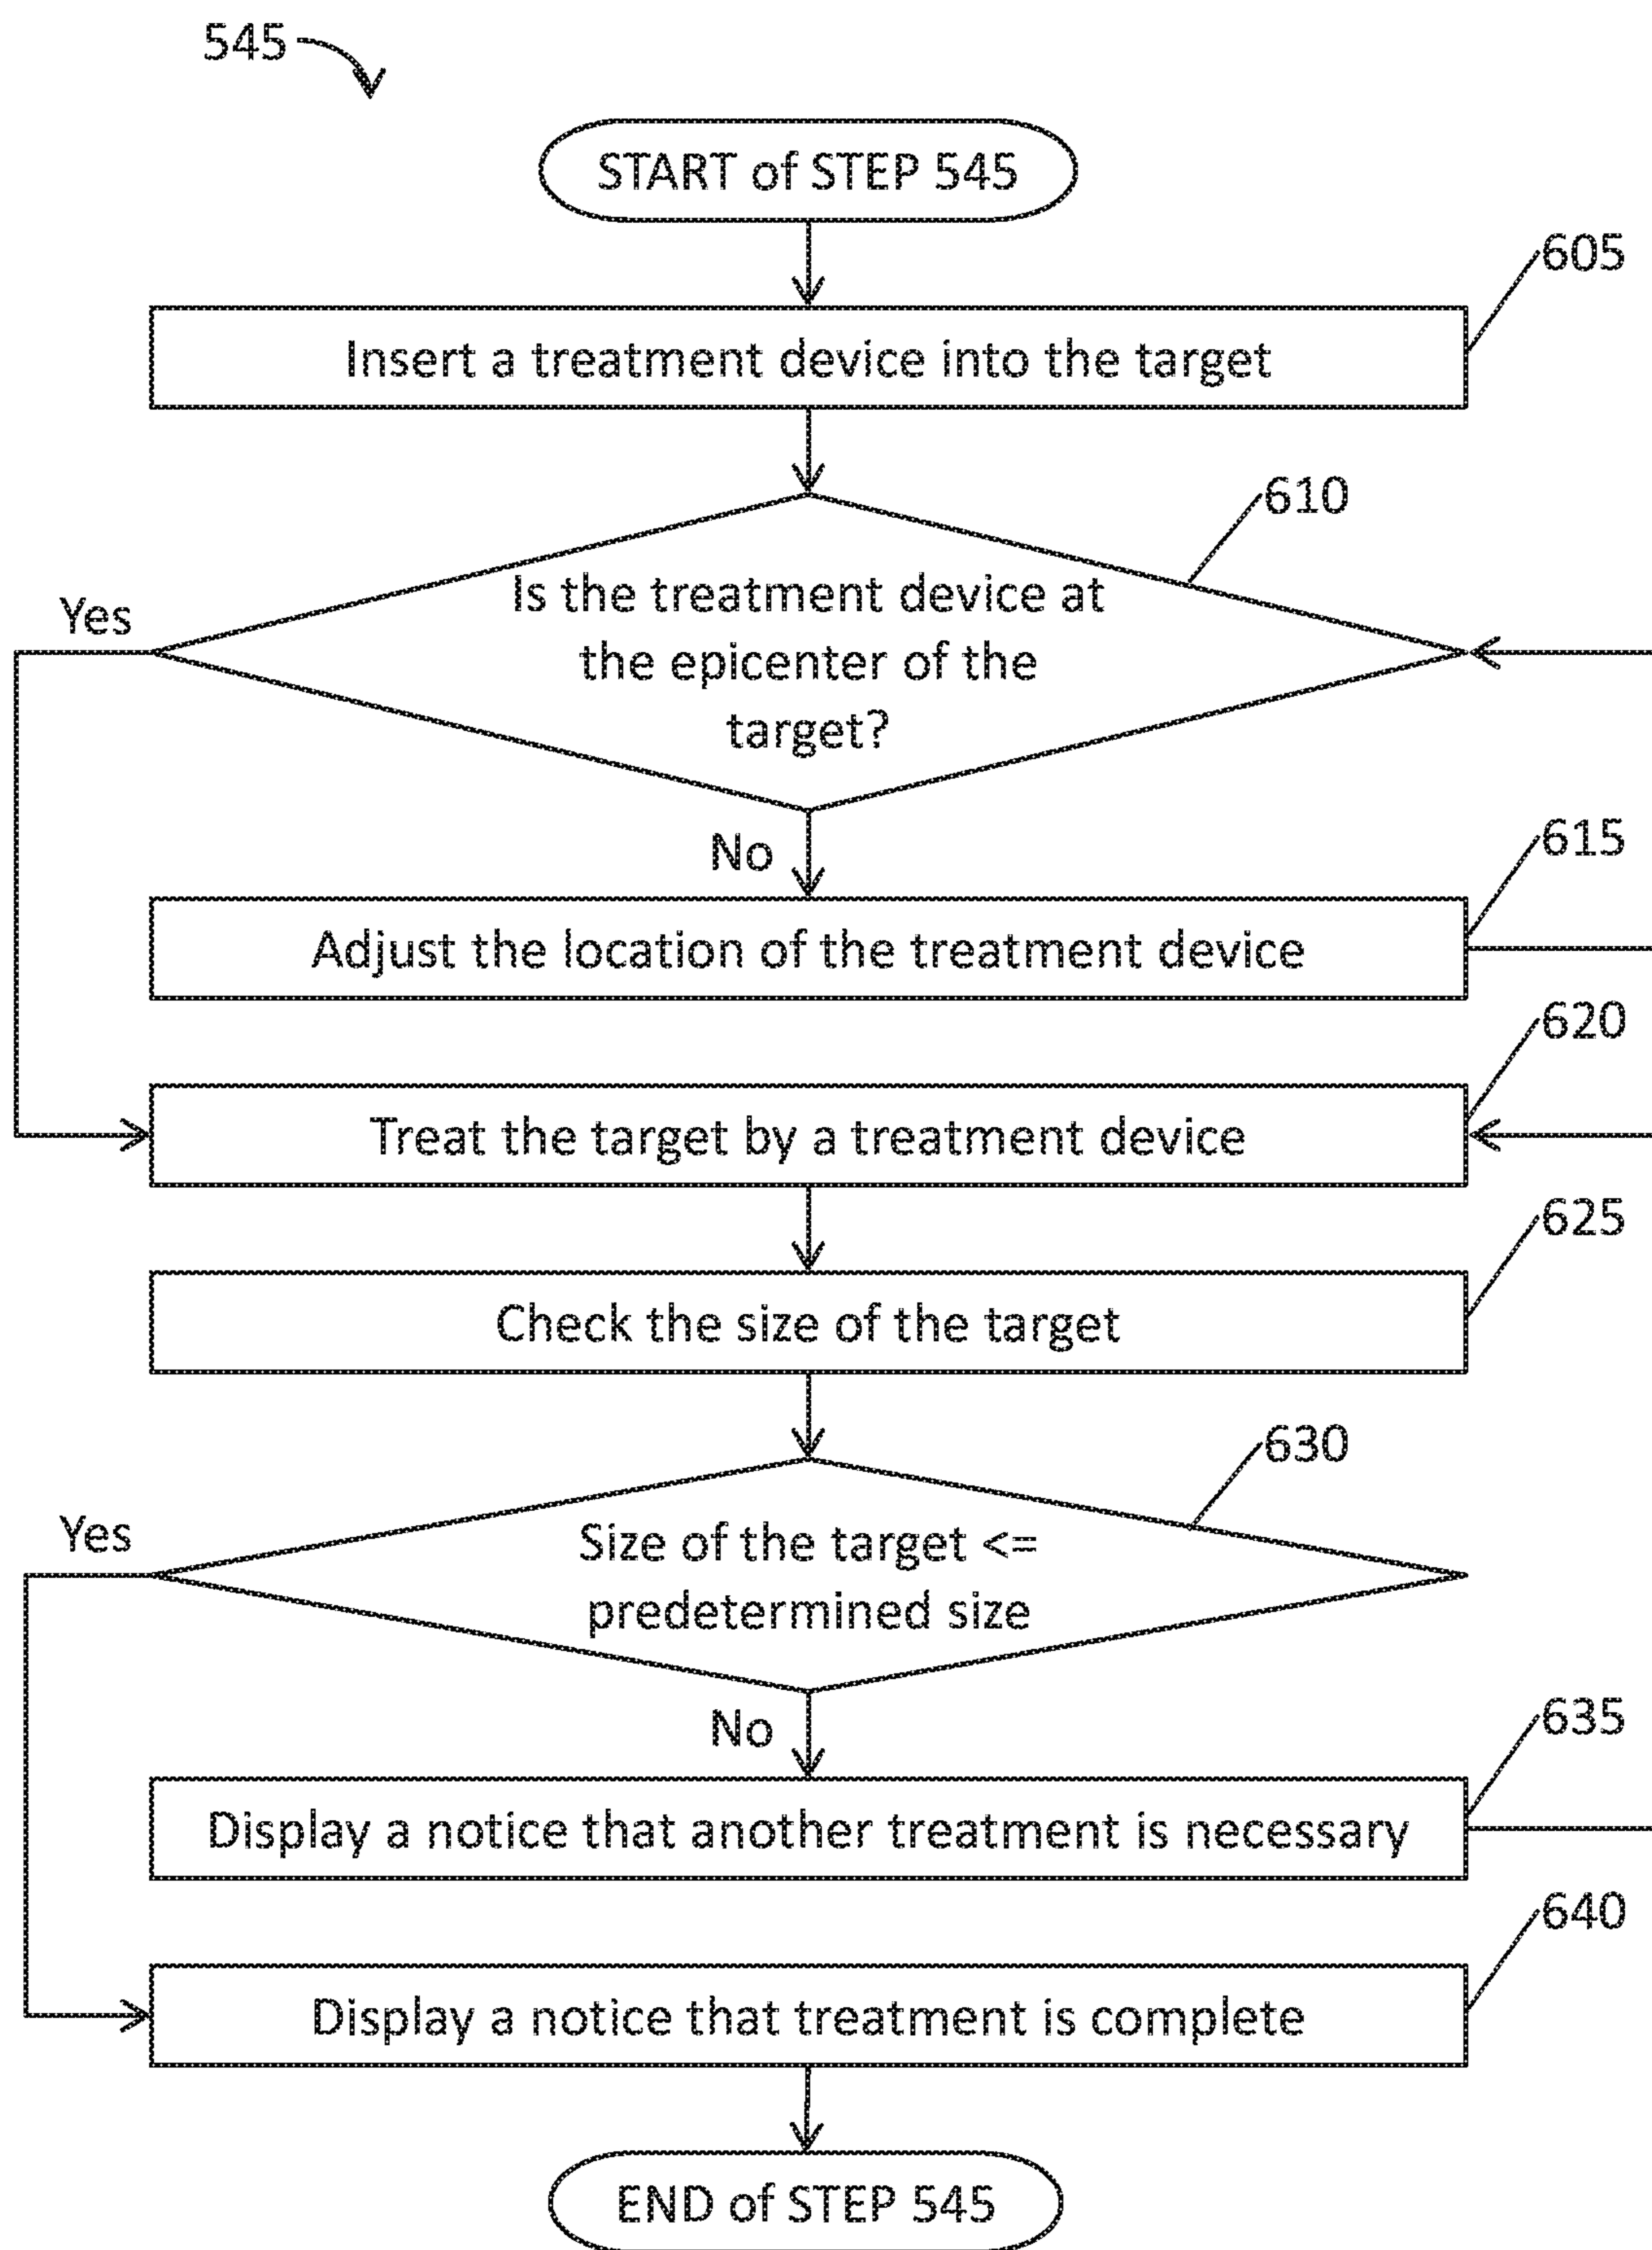 545
START of STEP 545
605
Insert a treatment device into the target
610
Is the treatment device at
the epicenter of the
target?
Yes
No
615
Adjust the location of the treatment device
620
Treat the target by a treatment device
625
Check the size of the target
630
Size of the target <=
predetermined size
Yes
No
635
Display a notice that another treatment is necessary
640
Display a notice that treatment is complete
END of STEP 545